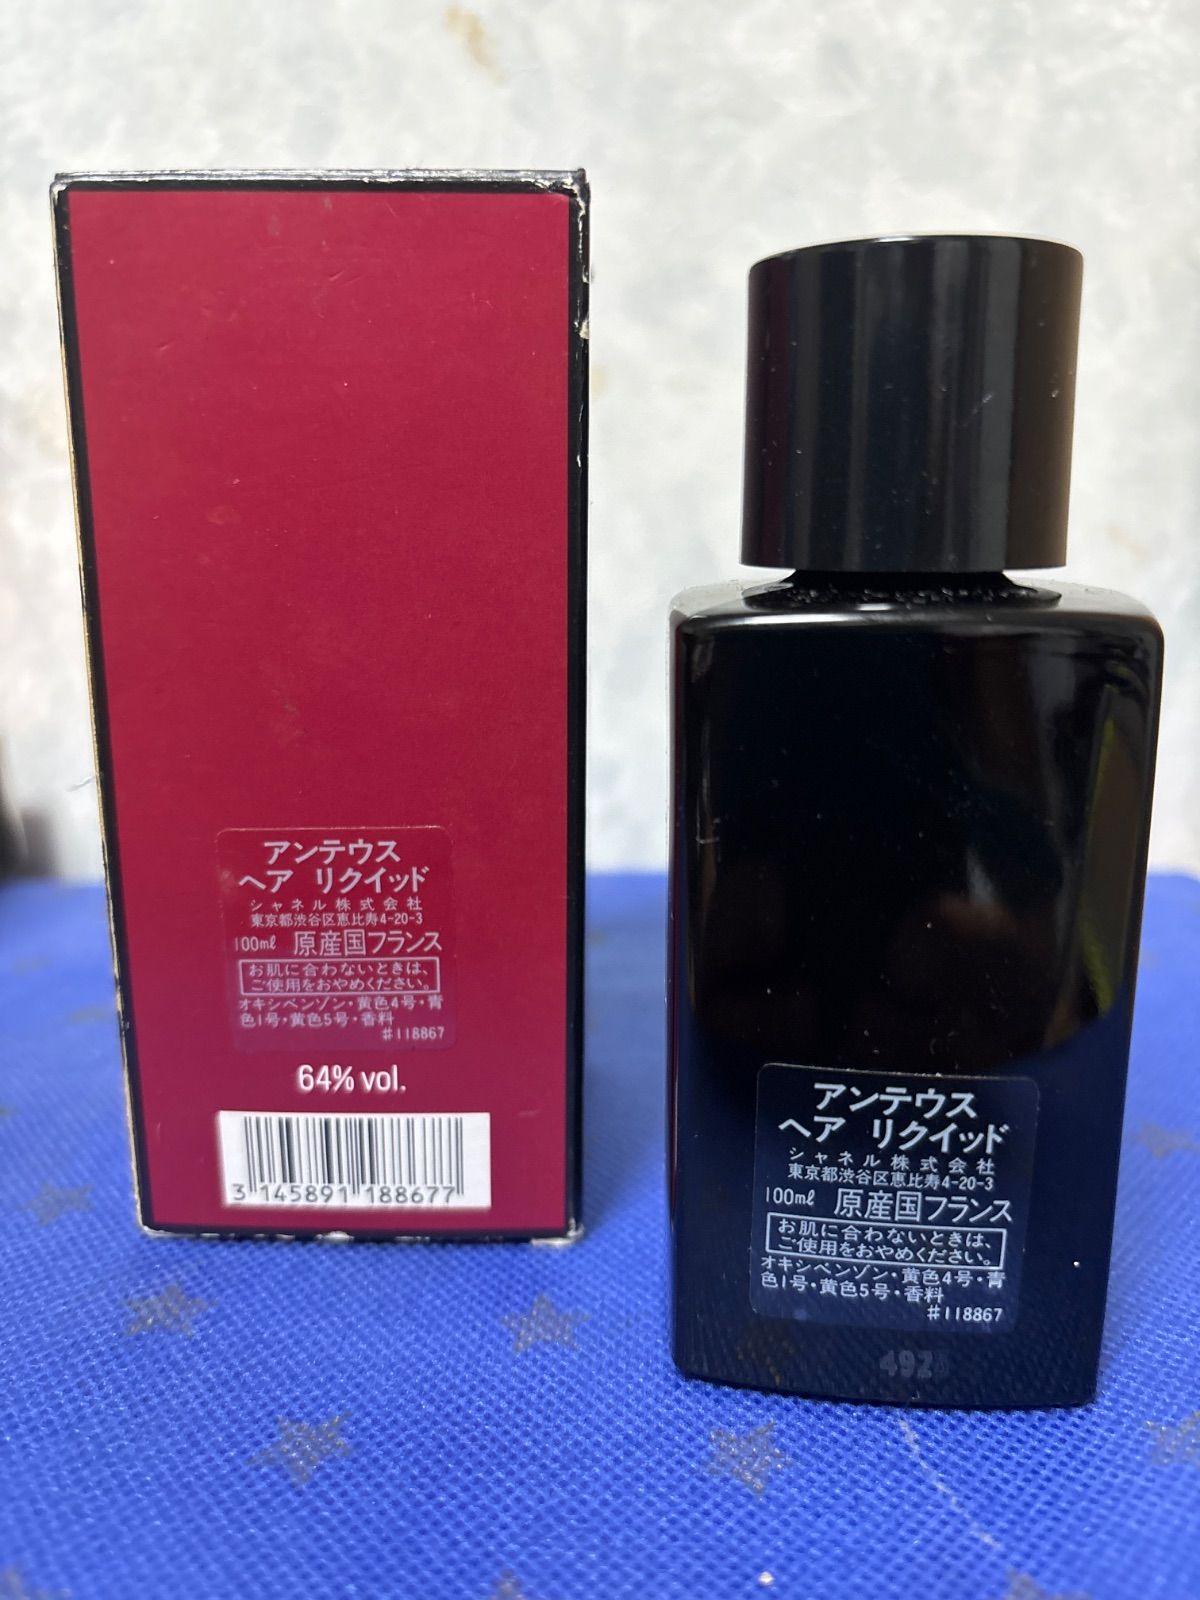 アンテウス
ヘア リクイッド
シャネル株式会社
東京都渋谷区恵比寿4-20-3
100mℓ 原産国フランス
お肌に合わないときは、
ご使用をおやめください。
オキシベンゾン・黄色4号・青
色1号・黄色5号・香料
#118867
64% vol.
3 145891 188677
アンテウス
ヘア リクイッド
シャネル株式会社
東京都渋谷区恵比寿4-20-3
100mℓ 原産国フランス
お肌に合わないときは、
ご使用をおやめください。
オキシベンゾン・黄色4号・青
色1号・黄色5号・香料
#118867